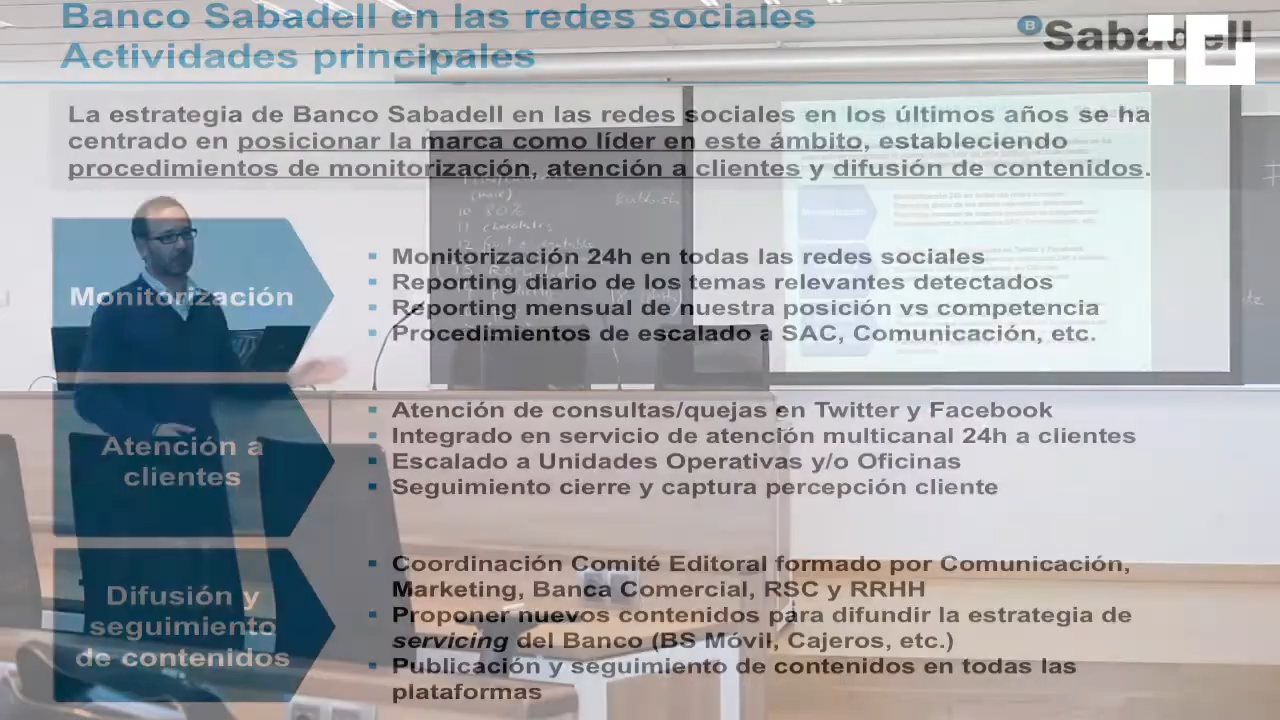 Banco Sabadell en las redes sociales
Actividades principales
B Sabadell
La estrategia de Banco Sabadell en las redes sociales en los últimos años se ha
centrado en posicionar la marca como líder en este ámbito, estableciendo
procedimientos de monitorización, atención a clientes y difusión de contenidos.
Monitorización
Monitorización 24h en todas las redes sociales
Reporting diario de los temas relevantes detectados
Reporting mensual de nuestra posición vs competencia
Procedimientos de escalado a SAC, Comunicación, etc.
Atención a
clientes
Atención de consultas/quejas en Twitter y Facebook
Integrado en servicio de atención multicanal 24h a clientes
Escalado a Unidades Operativas y/o Oficinas
Seguimiento cierre y captura percepción cliente
Difusión y
seguimiento
de contenidos
Coordinación Comité Editoral formado por Comunicación,
Marketing, Banca Comercial, RSC y RRHH
Proponer nuevos contenidos para difundir la estrategia de
servicing del Banco (BS Móvil, Cajeros, etc.)
Publicación y seguimiento de contenidos en todas las
plataformas
10 80%
11 chocolates